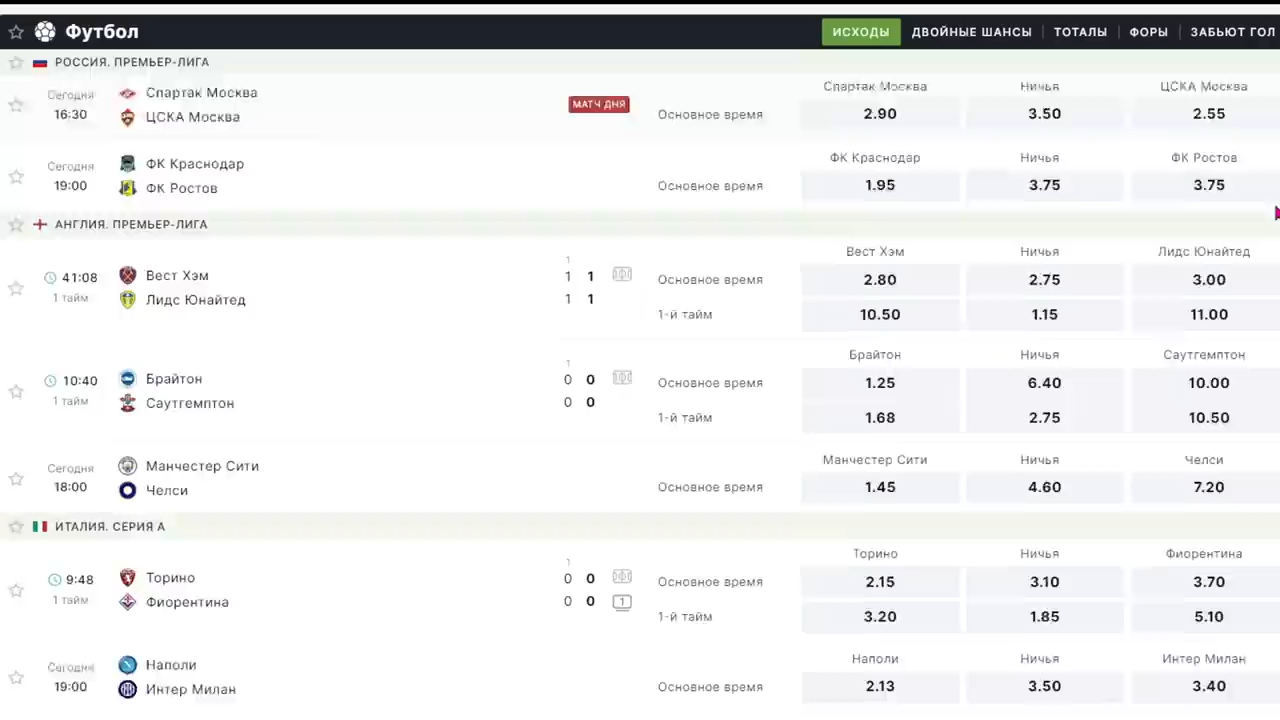 Футбол
ИСХОДЫ ДВОЙНЫЕ ШАНСЫ ТОТАЛЫ ФОРЫ ЗАБЬЮТ ГОЛ
РОССИЯ. ПРЕМЬЕР-ЛИГА
Спартак Москва Ничья ЦСКА Москва
Сегодня
16:30
Спартак Москва
ЦСКА Москва
МАТЧ ДНЯ
Основное время 2.90 3.50 2.55
ФК Краснодар Ничья ФК Ростов
Сегодня
19:00
ФК Краснодар
ФК Ростов
Основное время 1.95 3.75 3.75
АНГЛИЯ. ПРЕМЬЕР-ЛИГА
Вест Хэм Ничья Лидс Юнайтед
41:08
1 тайм
1
Вест Хэм 1 1
Лидс Юнайтед 1 1
Основное время 2.80 2.75 3.00
1-й тайм 10.50 1.15 11.00
Брайтон Ничья Саутгемптон
10:40
1 тайм
1
Брайтон 0 0
Саутгемптон 0 0
Основное время 1.25 6.40 10.00
1-й тайм 1.68 2.75 10.50
Манчестер Сити Ничья Челси
Сегодня
18:00
Манчестер Сити
Челси
Основное время 1.45 4.60 7.20
ИТАЛИЯ. СЕРИЯ А
Торино Ничья Фиорентина
9:48
1 тайм
1
Торино 0 0
Фиорентина 0 0 1
Основное время 2.15 3.10 3.70
1-й тайм 3.20 1.85 5.10
Наполи Ничья Интер Милан
Сегодня
19:00
Наполи
Интер Милан
Основное время 2.13 3.50 3.40